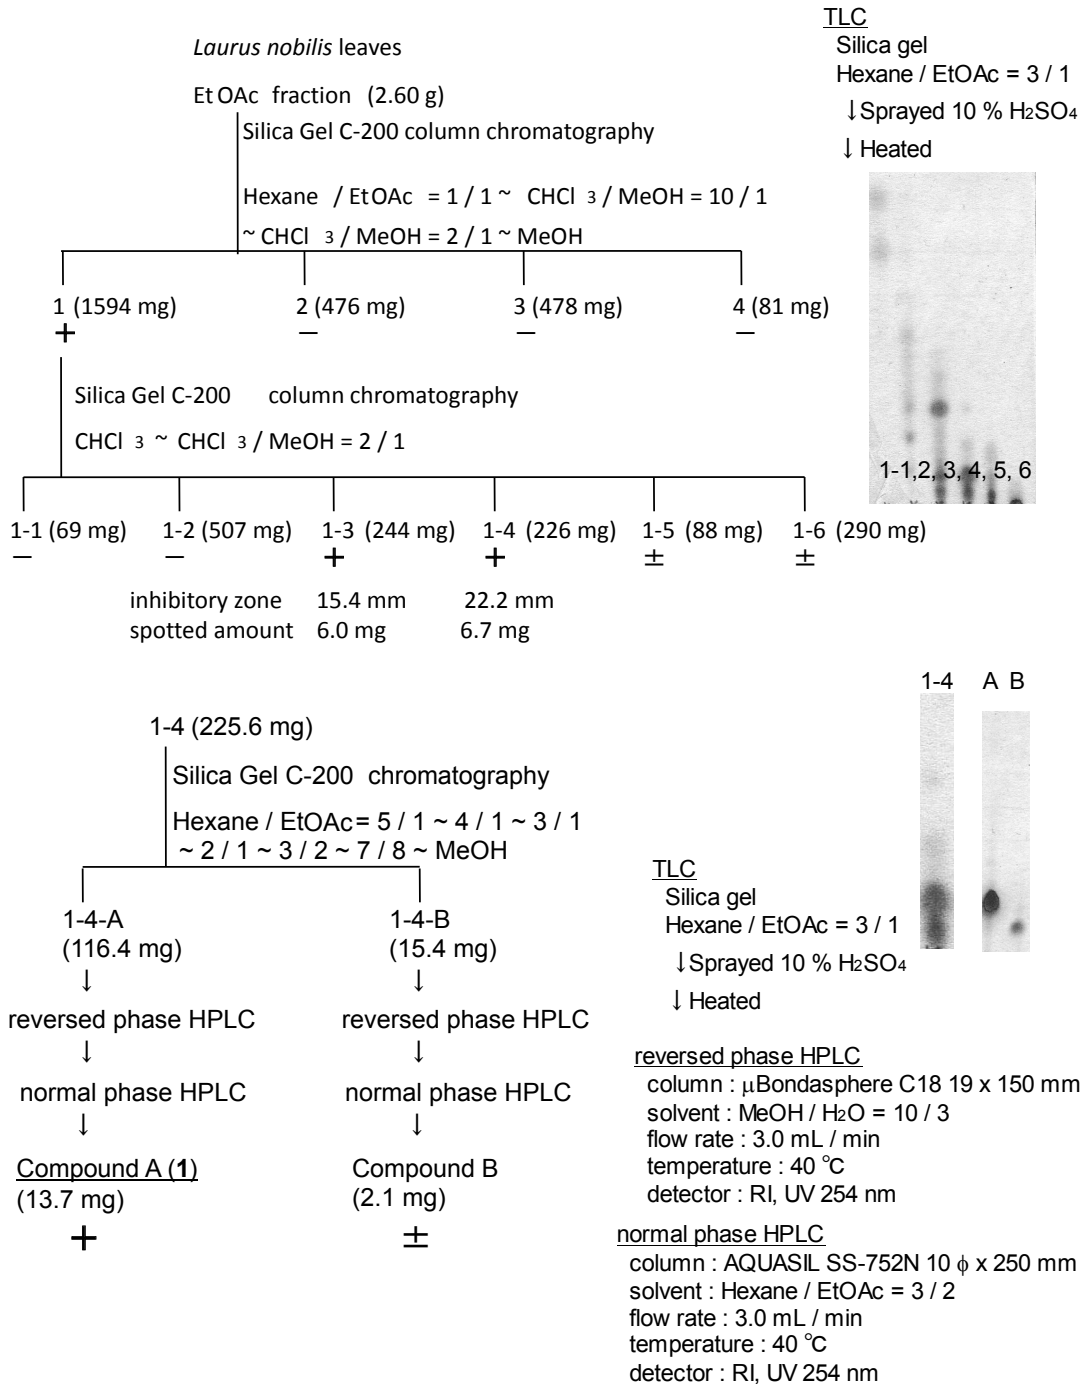 TLC
Silica gel
Hexane / EtOAc = 3 / 1
↓Sprayed 10 % H2SO4
↓ Heated
Laurus nobilis leaves
EtOAc fraction (2.60 g)
Silica Gel C-200 column chromatography
Hexane / EtOAc = 1 / 1 ~ CHCl 3 / MeOH = 10 / 1
~ CHCl 3 / MeOH = 2 / 1 ~ MeOH
1 (1594 mg) 2 (476 mg) 3 (478 mg) 4 (81 mg)
+ − − −
Silica Gel C-200 column chromatography
CHCl 3 ~ CHCl 3 / MeOH = 2 / 1
1-1,2, 3, 4, 5, 6
1-1 (69 mg) 1-2 (507 mg) 1-3 (244 mg) 1-4 (226 mg) 1-5 (88 mg) 1-6 (290 mg)
− − + + ± ±
inhibitory zone 15.4 mm 22.2 mm
spotted amount 6.0 mg 6.7 mg
1-4 A B
1-4 (225.6 mg)
Silica Gel C-200 chromatography
Hexane / EtOAc = 5 / 1 ~ 4 / 1 ~ 3 / 1
~ 2 / 1 ~ 3 / 2 ~ 7 / 8 ~ MeOH
TLC
Silica gel
Hexane / EtOAc = 3 / 1
↓Sprayed 10 % H2SO4
↓ Heated
1-4-A 1-4-B
(116.4 mg) (15.4 mg)
↓ ↓
reversed phase HPLC reversed phase HPLC
↓ ↓
normal phase HPLC normal phase HPLC
↓ ↓
Compound A (1) Compound B
(13.7 mg) (2.1 mg)
+ ±
reversed phase HPLC
column : μBondasphere C18 19 x 150 mm
solvent : MeOH / H2O = 10 / 3
flow rate : 3.0 mL / min
temperature : 40 ℃
detector : RI, UV 254 nm
normal phase HPLC
column : AQUASIL SS-752N 10 ϕ x 250 mm
solvent : Hexane / EtOAc = 3 / 2
flow rate : 3.0 mL / min
temperature : 40 ℃
detector : RI, UV 254 nm